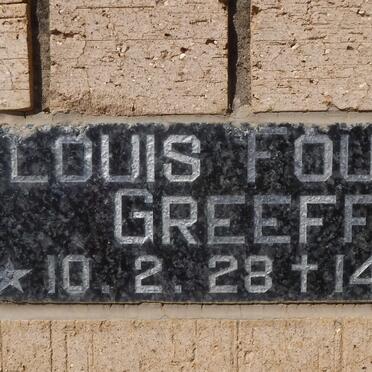 LOUIS FOU
GREEFF
★ 10. 2. 28 † 14